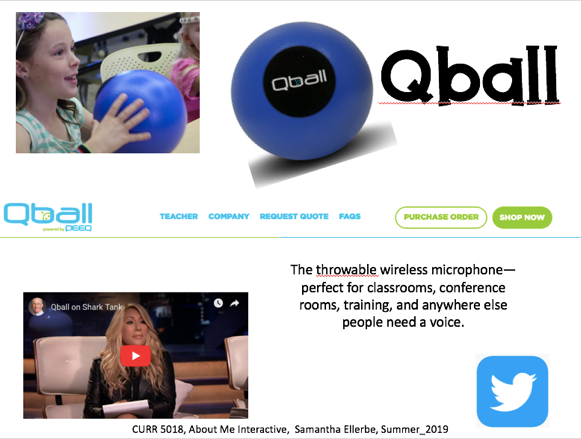 Qball
Qball
Qball
powered by PEEQ
TEACHER COMPANY REQUEST QUOTE FAQS PURCHASE ORDER SHOP NOW
Qball on Shark Tank
The throwable wireless microphone—
perfect for classrooms, conference
rooms, training, and anywhere else
people need a voice.
CURR 5018, About Me Interactive, Samantha Ellerbe, Summer_2019